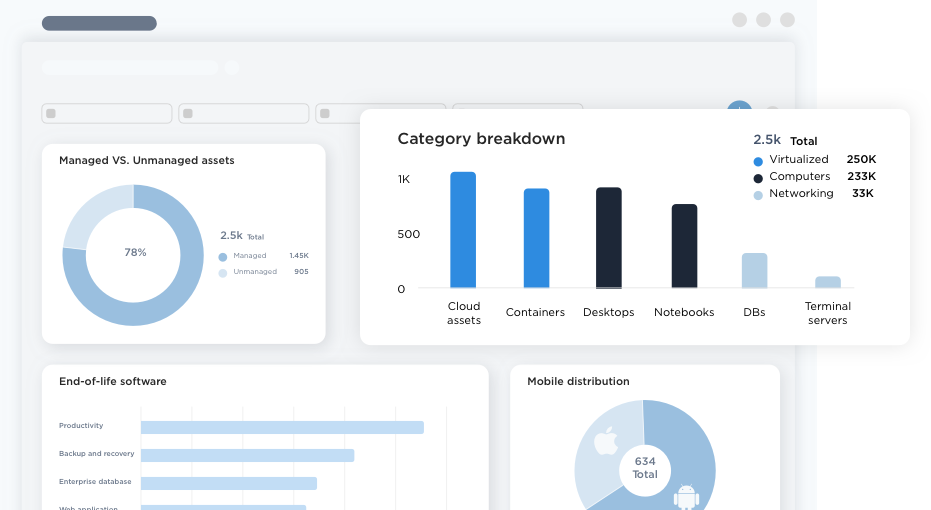 Category breakdown
2.5k Total
Virtualized 250K
Computers 233K
Networking 33K
1K
500
0
Cloud assets
Containers
Desktops
Notebooks
DBs
Terminal servers
Managed VS. Unmanaged assets
78%
2.5k Total
Managed 1.45K
Unmanaged 905
End-of-life software
Productivity
Backup and recovery
Enterprise database
Web application
Mobile distribution
634
Total